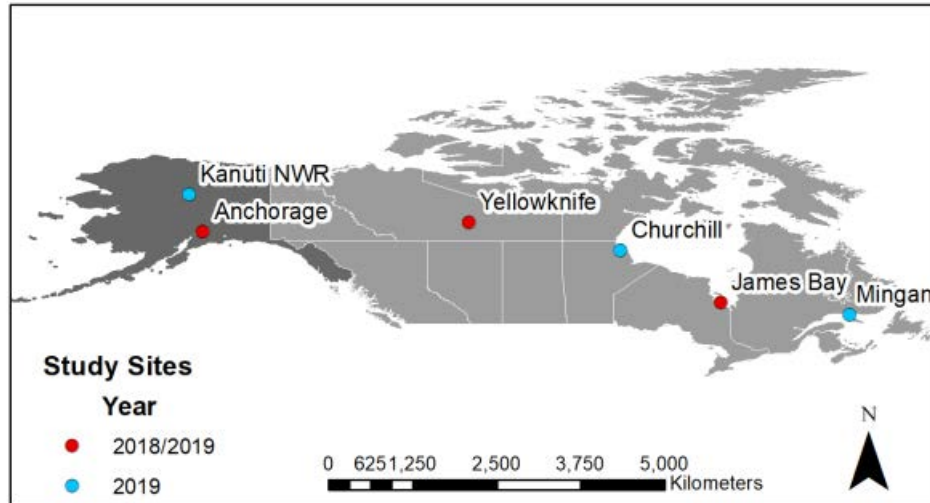 Kanuti NWR
Anchorage
Yellowknife
Churchill
James Bay
Mingan
Study Sites
Year
2018/2019
2019
N
0 625 1,250 2,500 3,750 5,000
Kilometers